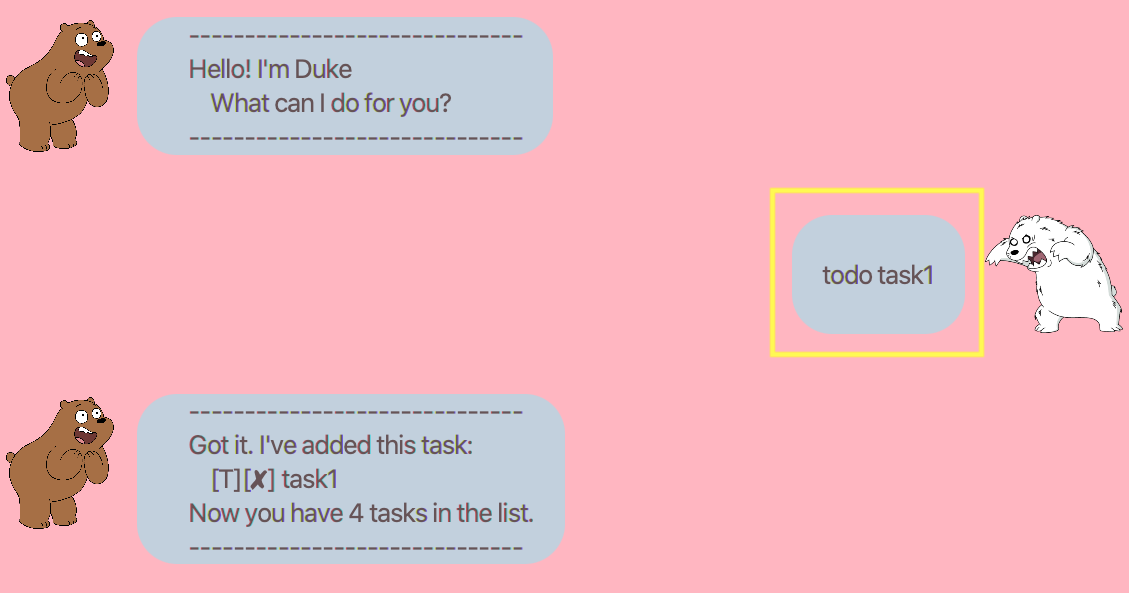 ------------------------------
Hello! I'm Duke
What can I do for you?
------------------------------
todo task1
------------------------------
Got it. I've added this task:
[T][✘] task1
Now you have 4 tasks in the list.
------------------------------